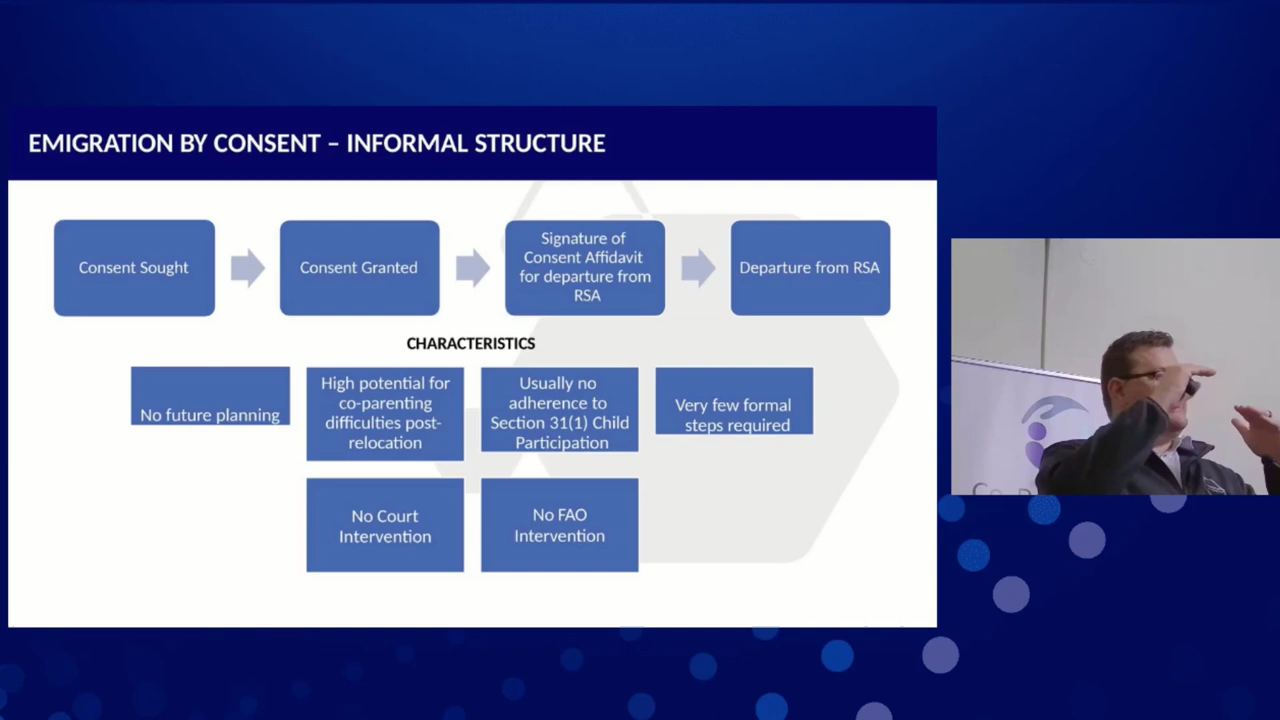 EMIGRATION BY CONSENT – INFORMAL STRUCTURE
Consent Sought
Consent Granted
Signature of
Consent Affidavit
for departure from
RSA
Departure from RSA
CHARACTERISTICS
No future planning
High potential for
co-parenting
difficulties post-
relocation
Usually no
adherence to
Section 31(1) Child
Participation
Very few formal
steps required
No Court
Intervention
No FAO
Intervention